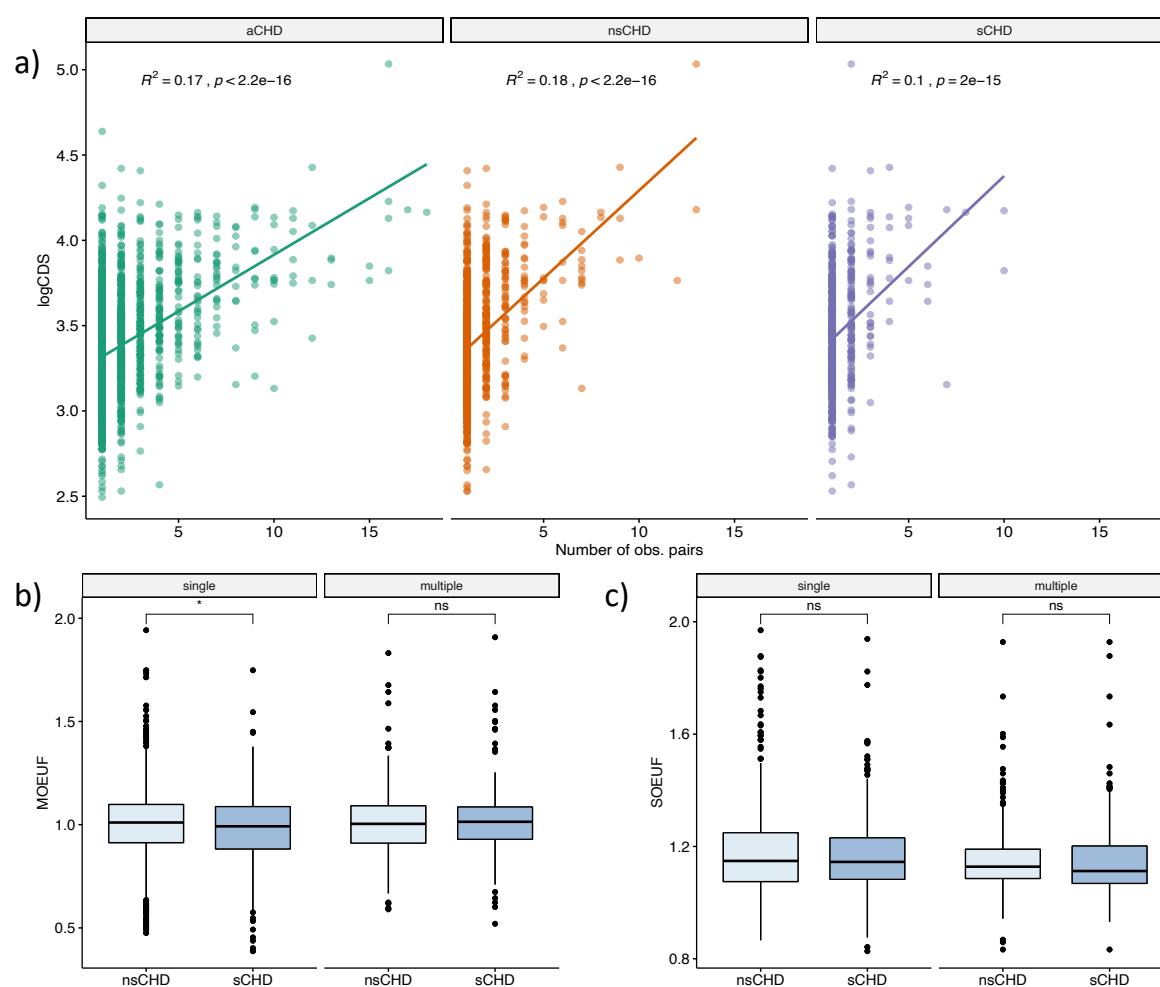 a)
aCHD nsCHD sCHD
R² = 0.17 , p < 2.2e−16 R² = 0.18 , p < 2.2e−16 R² = 0.1 , p = 2e−15
logCDS
5.0
4.5
4.0
3.5
3.0
2.5
5 10 15 5 10 15 5 10 15
Number of obs. pairs
b)
single multiple
* ns
MOEUF
2.0
1.5
1.0
0.5
nsCHD sCHD nsCHD sCHD
c)
single multiple
ns ns
SOEUF
2.0
1.6
1.2
0.8
nsCHD sCHD nsCHD sCHD